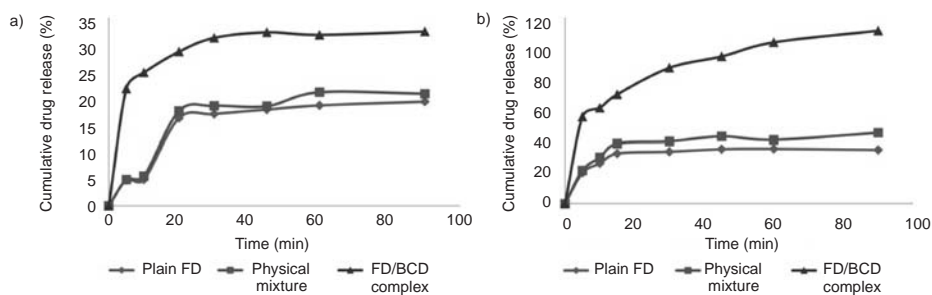 a)
Cumulative drug release (%)
35
30
25
20
15
10
5
0
0 20 40 60 80 100
Time (min)
Plain FD Physical mixture FD/BCD complex
b)
Cumulative drug release (%)
120
100
80
60
40
20
0
0 20 40 60 80 100
Time (min)
Plain FD Physical mixture FD/BCD complex